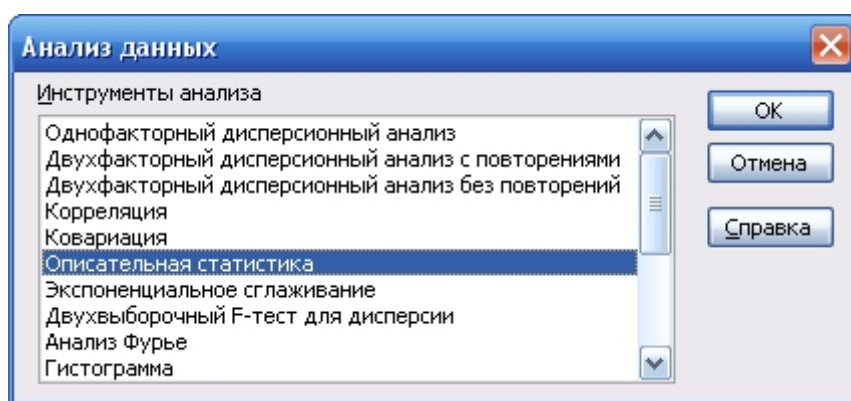 Анализ данных
Инструменты анализа
Однофакторный дисперсионный анализ
Двухфакторный дисперсионный анализ с повторениями
Двухфакторный дисперсионный анализ без повторений
Корреляция
Ковариация
Описательная статистика
Экспоненциальное сглаживание
Двухвыборочный F-тест для дисперсии
Анализ Фурье
Гистограмма
OK
Отмена
Справка